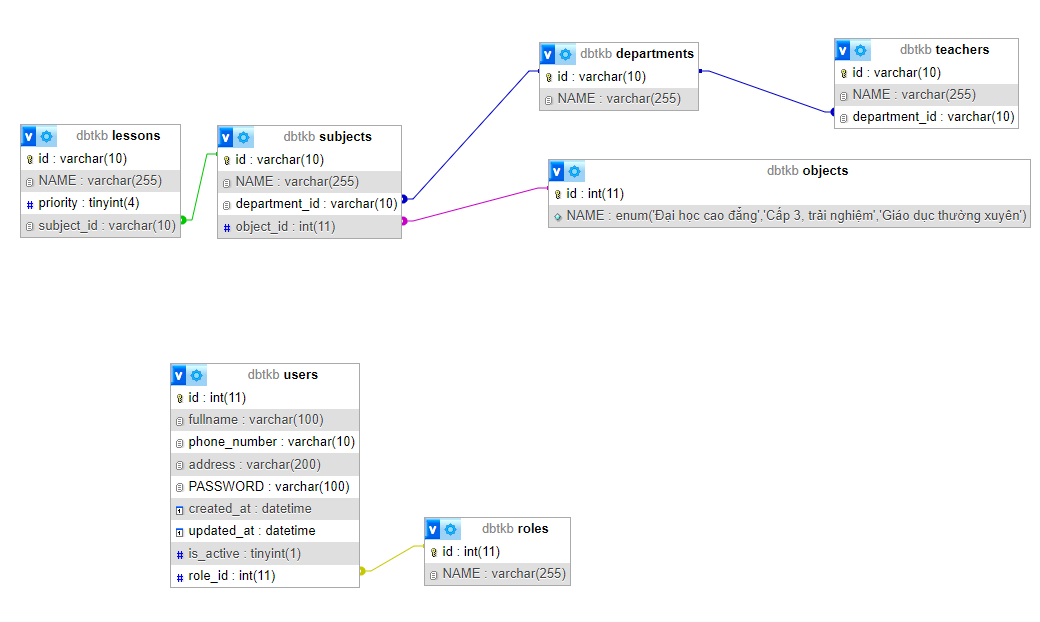 dbtkb lessons
id : varchar(10)
NAME : varchar(255)
priority : tinyint(4)
subject_id : varchar(10)
dbtkb subjects
id : varchar(10)
NAME : varchar(255)
department_id : varchar(10)
object_id : int(11)
dbtkb departments
id : varchar(10)
NAME : varchar(255)
dbtkb teachers
id : varchar(10)
NAME : varchar(255)
department_id : varchar(10)
dbtkb objects
id : int(11)
NAME : enum('Đại học cao đẳng','Cấp 3, trải nghiệm','Giáo dục thường xuyên')
dbtkb users
id : int(11)
fullname : varchar(100)
phone_number : varchar(10)
address : varchar(200)
PASSWORD : varchar(100)
created_at : datetime
updated_at : datetime
is_active : tinyint(1)
role_id : int(11)
dbtkb roles
id : int(11)
NAME : varchar(255)